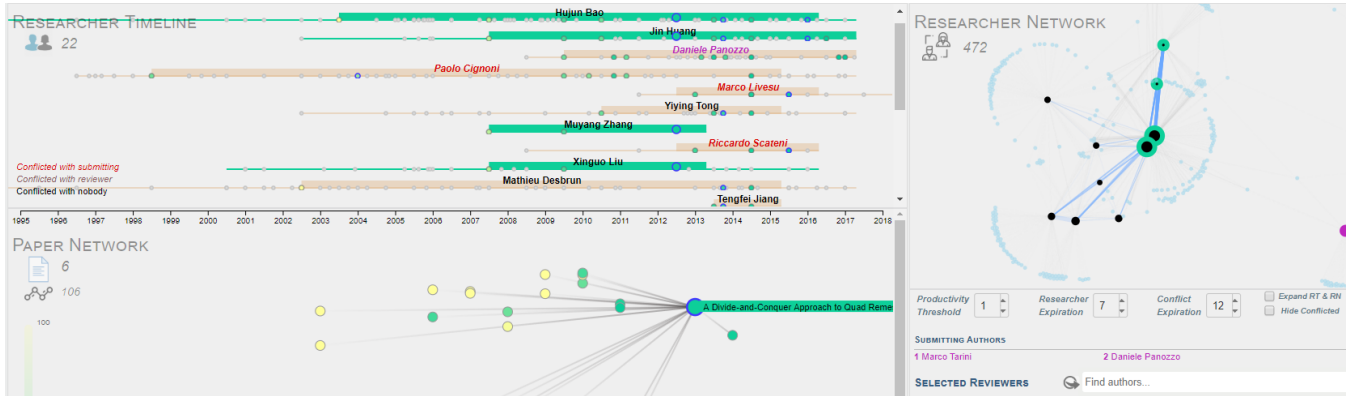 RESEARCHER TIMELINE
22
Hujun Bao
Jin Huang
Daniele Panozzo
Paolo Cignoni
Marco Livesu
Yiying Tong
Muyang Zhang
Riccardo Scateni
Xinguo Liu
Mathieu Desbrun
Tengfei Jiang
Conflicted with submitting
Conflicted with reviewer
Conflicted with nobody
1995 1996 1997 1998 1999 2000 2001 2002 2003 2004 2005 2006 2007 2008 2009 2010 2011 2012 2013 2014 2015 2016 2017 2018
PAPER NETWORK
6
106
100
A Divide-and-Conquer Approach to Quad Reme
RESEARCHER NETWORK
472
Productivity Threshold 1
Researcher Expiration 7
Conflict Expiration 12
Expand RT & RN
Hide Conflicted
SUBMITTING AUTHORS
1 Marco Tarini 2 Daniele Panozzo
SELECTED REVIEWERS Find authors...